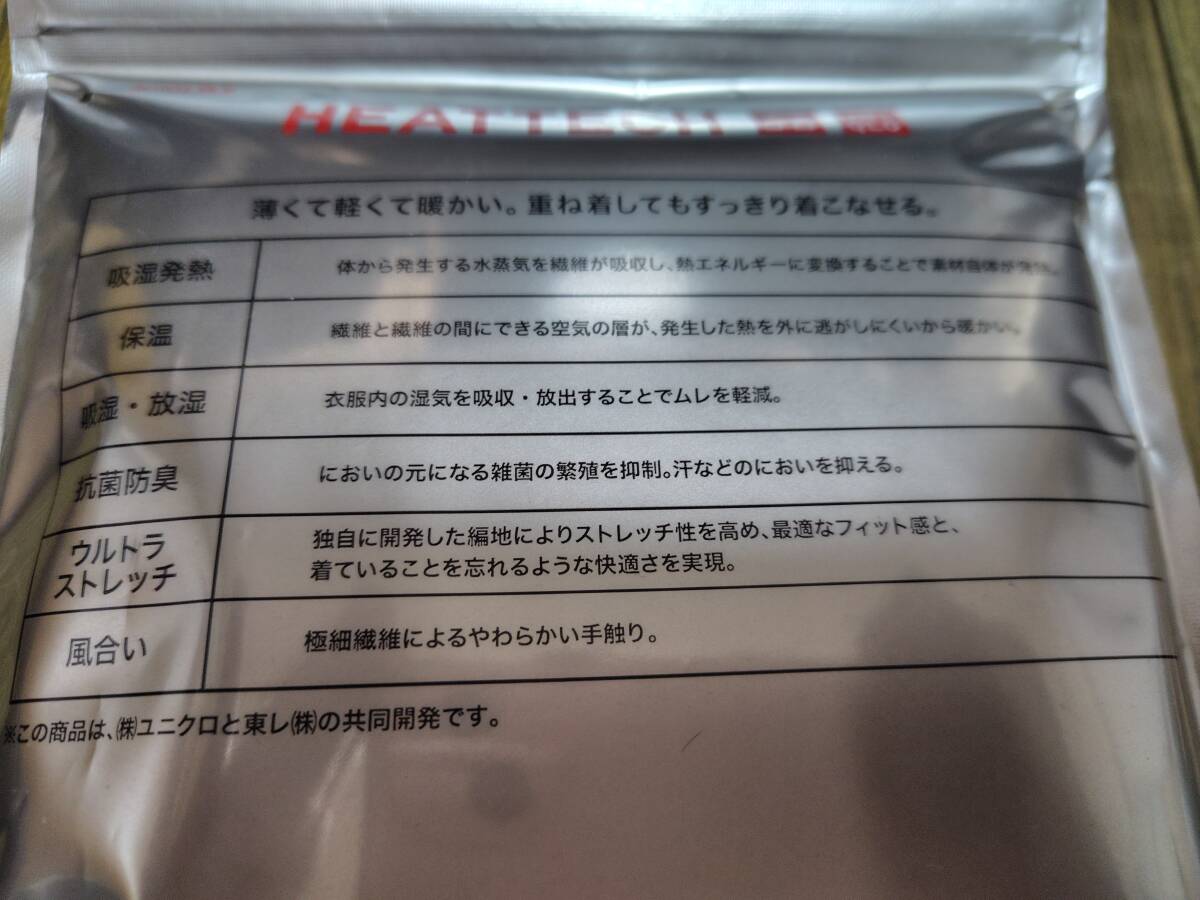 HEATTECH
薄くて軽くて暖かい。重ね着してもすっきり着こなせる。
吸湿発熱
体から発生する水蒸気を繊維が吸収し、熱エネルギーに変換することで素材自体が
保温
繊維と繊維の間にできる空気の層が、発生した熱を外に逃がしにくいから暖かい。
吸湿・放湿
衣服内の湿気を吸収・放出することでムレを軽減。
抗菌防臭
においの元になる雑菌の繁殖を抑制。汗などのにおいを抑える。
ウルトラ
ストレッチ
独自に開発した編地によりストレッチ性を高め、最適なフィット感と、
着ていることを忘れるような快適さを実現。
風合い
極細繊維によるやわらかい手触り。
※この商品は、㈱ユニクロと東レ㈱の共同開発です。